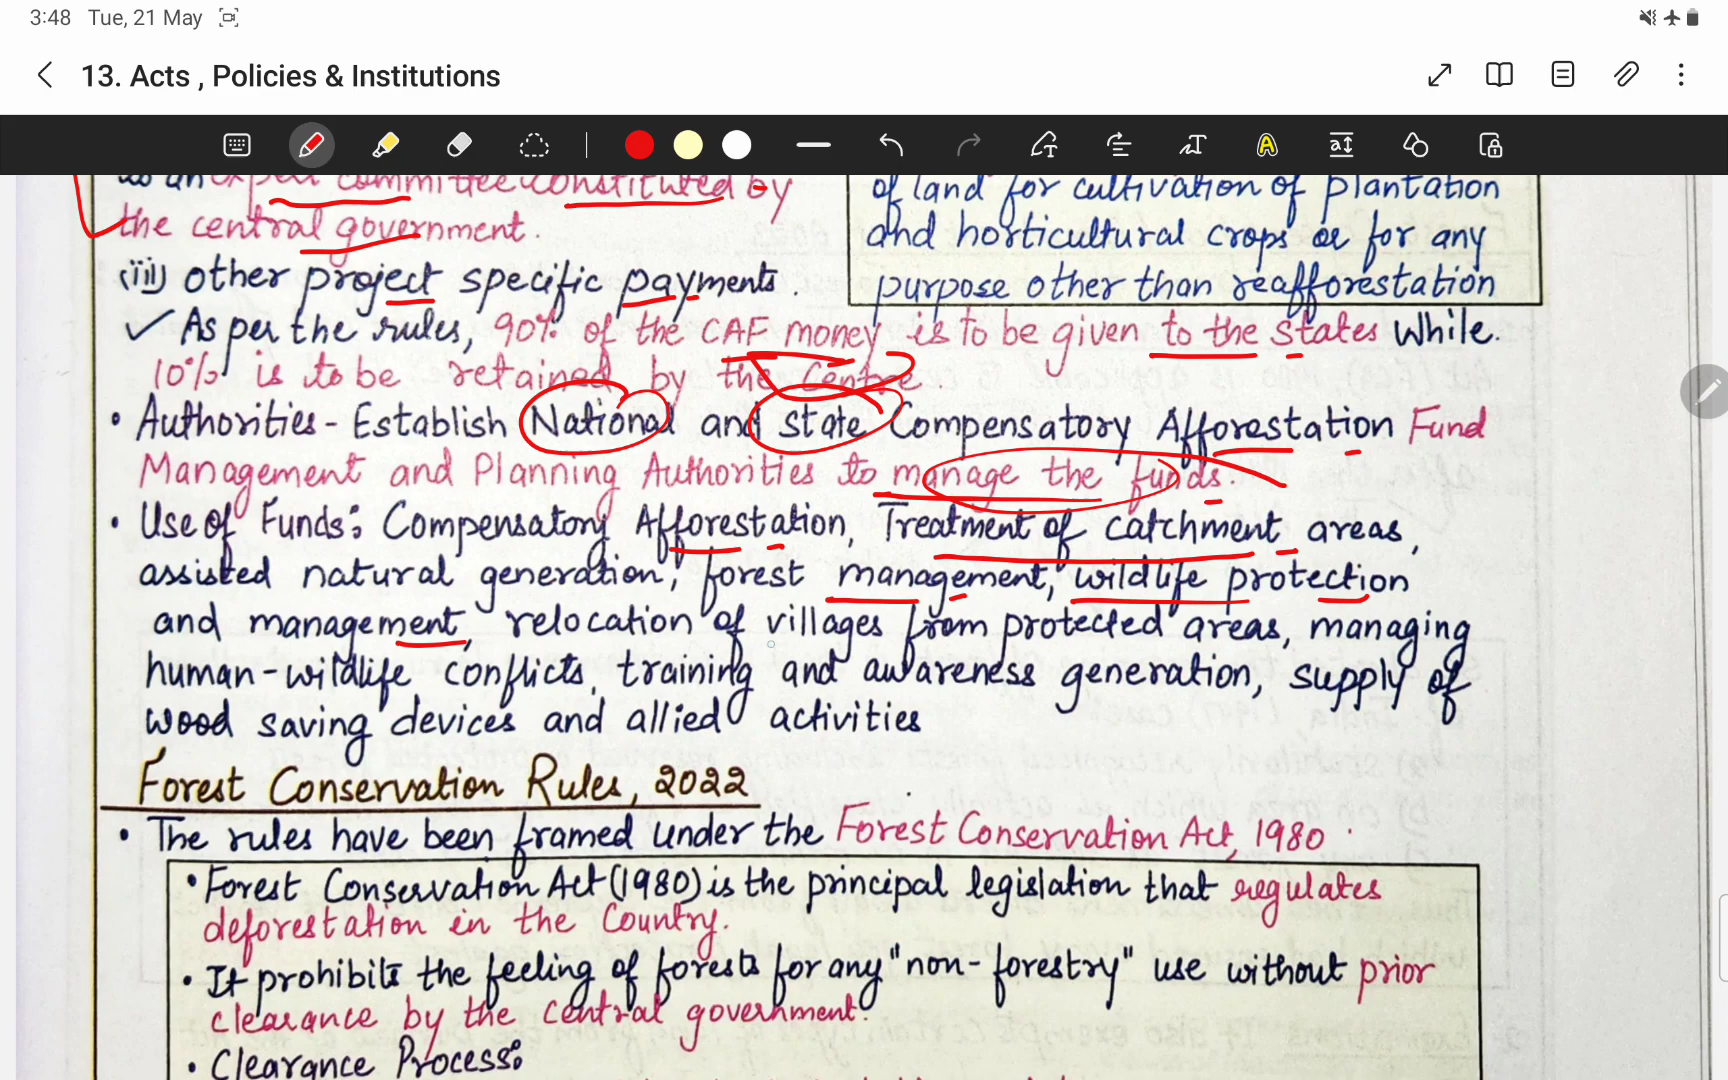 3:48 Tue, 21 May
13. Acts , Policies & Institutions
to an expert committee constituted by
the central government.
(iii) other project specific payments.
✓ As per the rules, 90% of the CAF money is to be given to the states while.
10% is to be retained by the Centre.
of land for cultivation of plantation
and horticultural crops or for any
purpose other than reafforestation
• Authorities - Establish National and state Compensatory Afforestation Fund
Management and Planning Authorities to manage the funds.
• Use of Funds: Compensatory Afforestation, Treatment of catchment areas,
assisted natural generation, forest management, wildlife protection
and management, relocation of villages from protected areas, managing
human-wildlife conflicts, training and awareness generation, supply of
wood saving devices and allied activities
Forest Conservation Rules, 2022
• The rules have been framed under the Forest Conservation Act, 1980.
• Forest Conservation Act (1980) is the principal legislation that regulates
deforestation in the Country.
• It prohibits the feeling of forests for any "non-forestry" use without prior
clearance by the central government.
• Clearance Process: